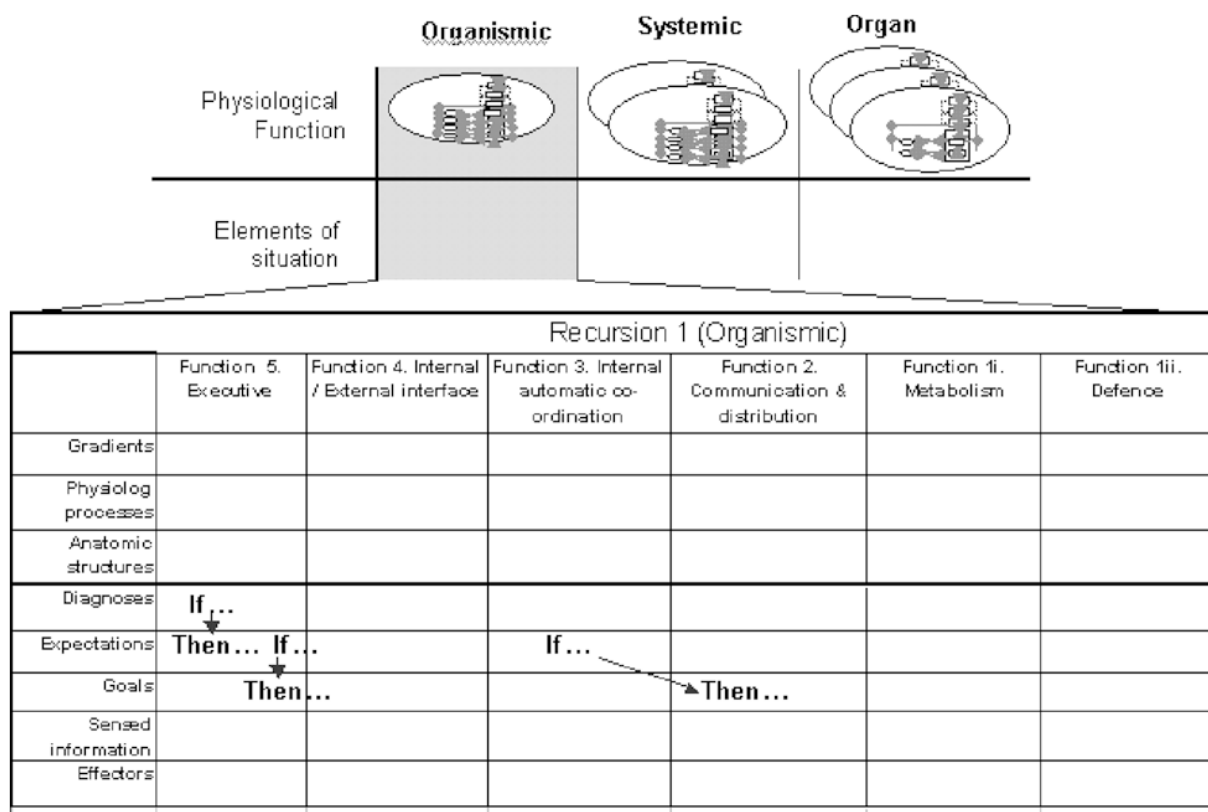 Organismic Systemic Organ
Physiological
Function
Elements of
situation
Recursion 1 (Organismic)
Function 5.
Executive
Function 4. Internal
/ External interface
Function 3. Internal
automatic co-
ordination
Function 2.
Communication &
distribution
Function 1i.
Metabolism
Function 1ii.
Defence
Gradients
Physiolog
processes
Anatomic
structures
Diagnoses
If ...
Expectations
Then ... If ...
If ...
Goals
Then ...
Then ...
Sensed
information
Effectors